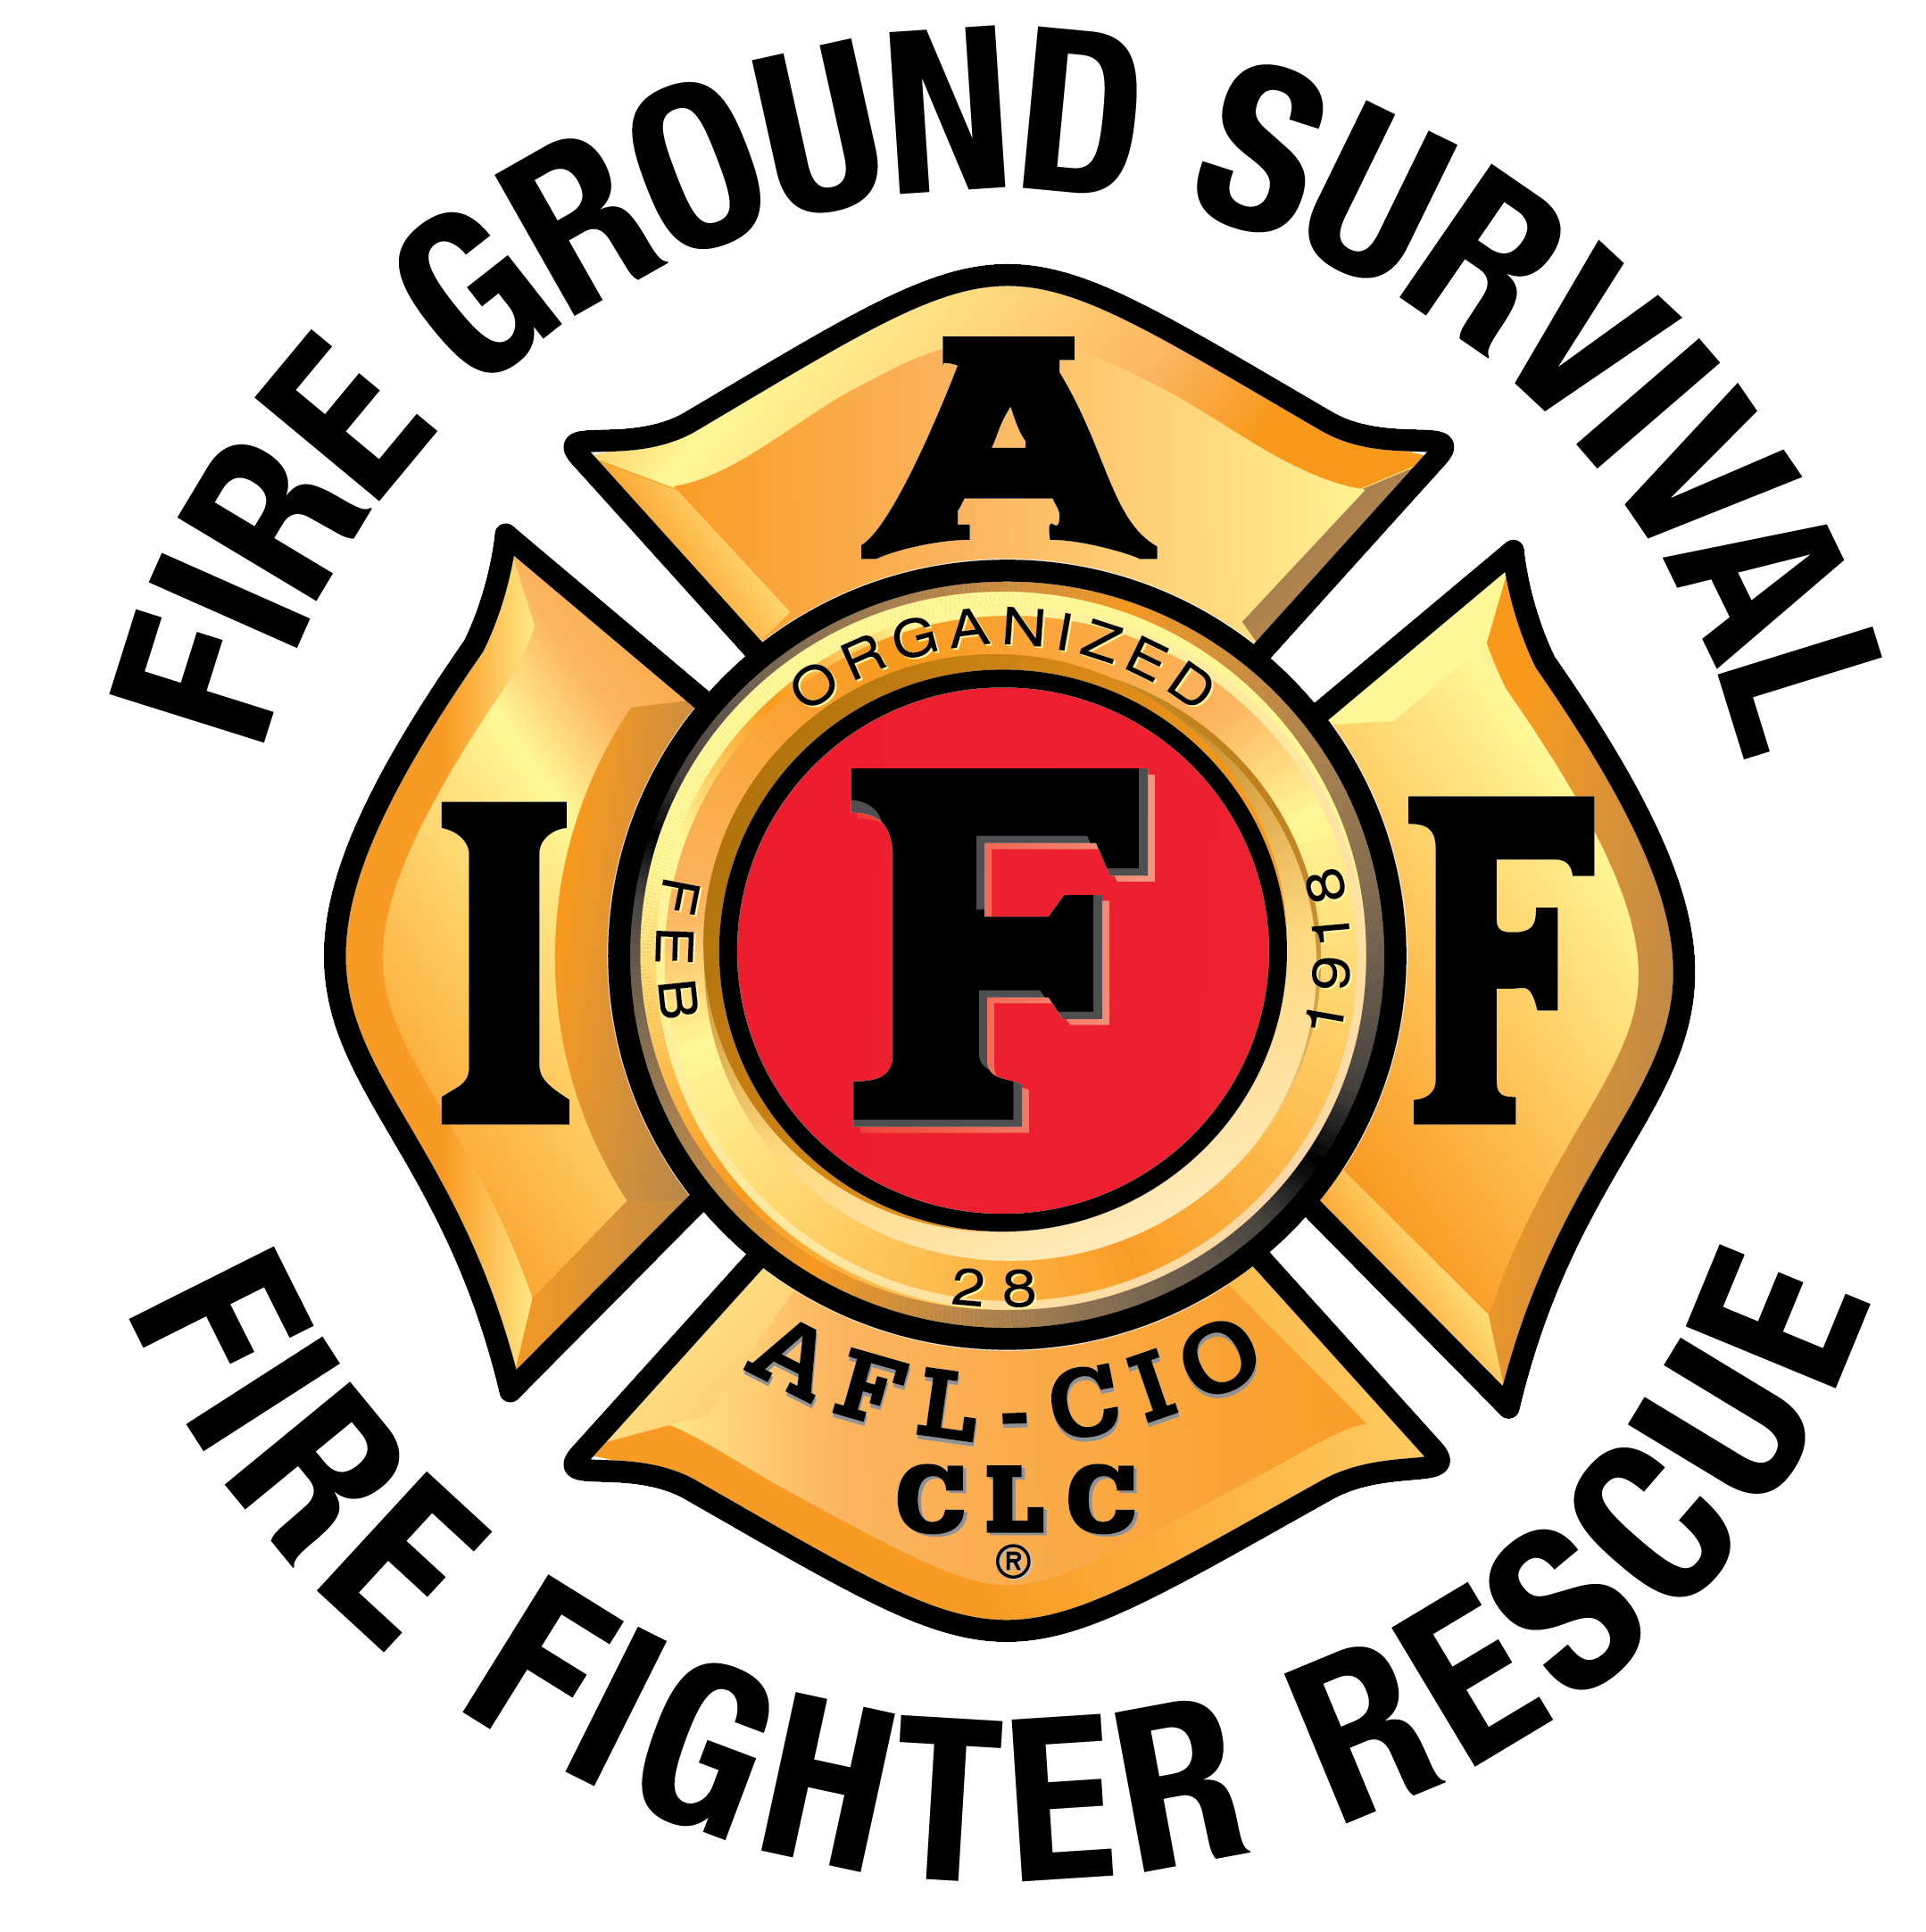 FIRE GROUND SURVIVAL
A
ORGANIZED
I F F
FEB
1918
28
AFL-CIO
CLC
®
FIRE FIGHTER RESCUE